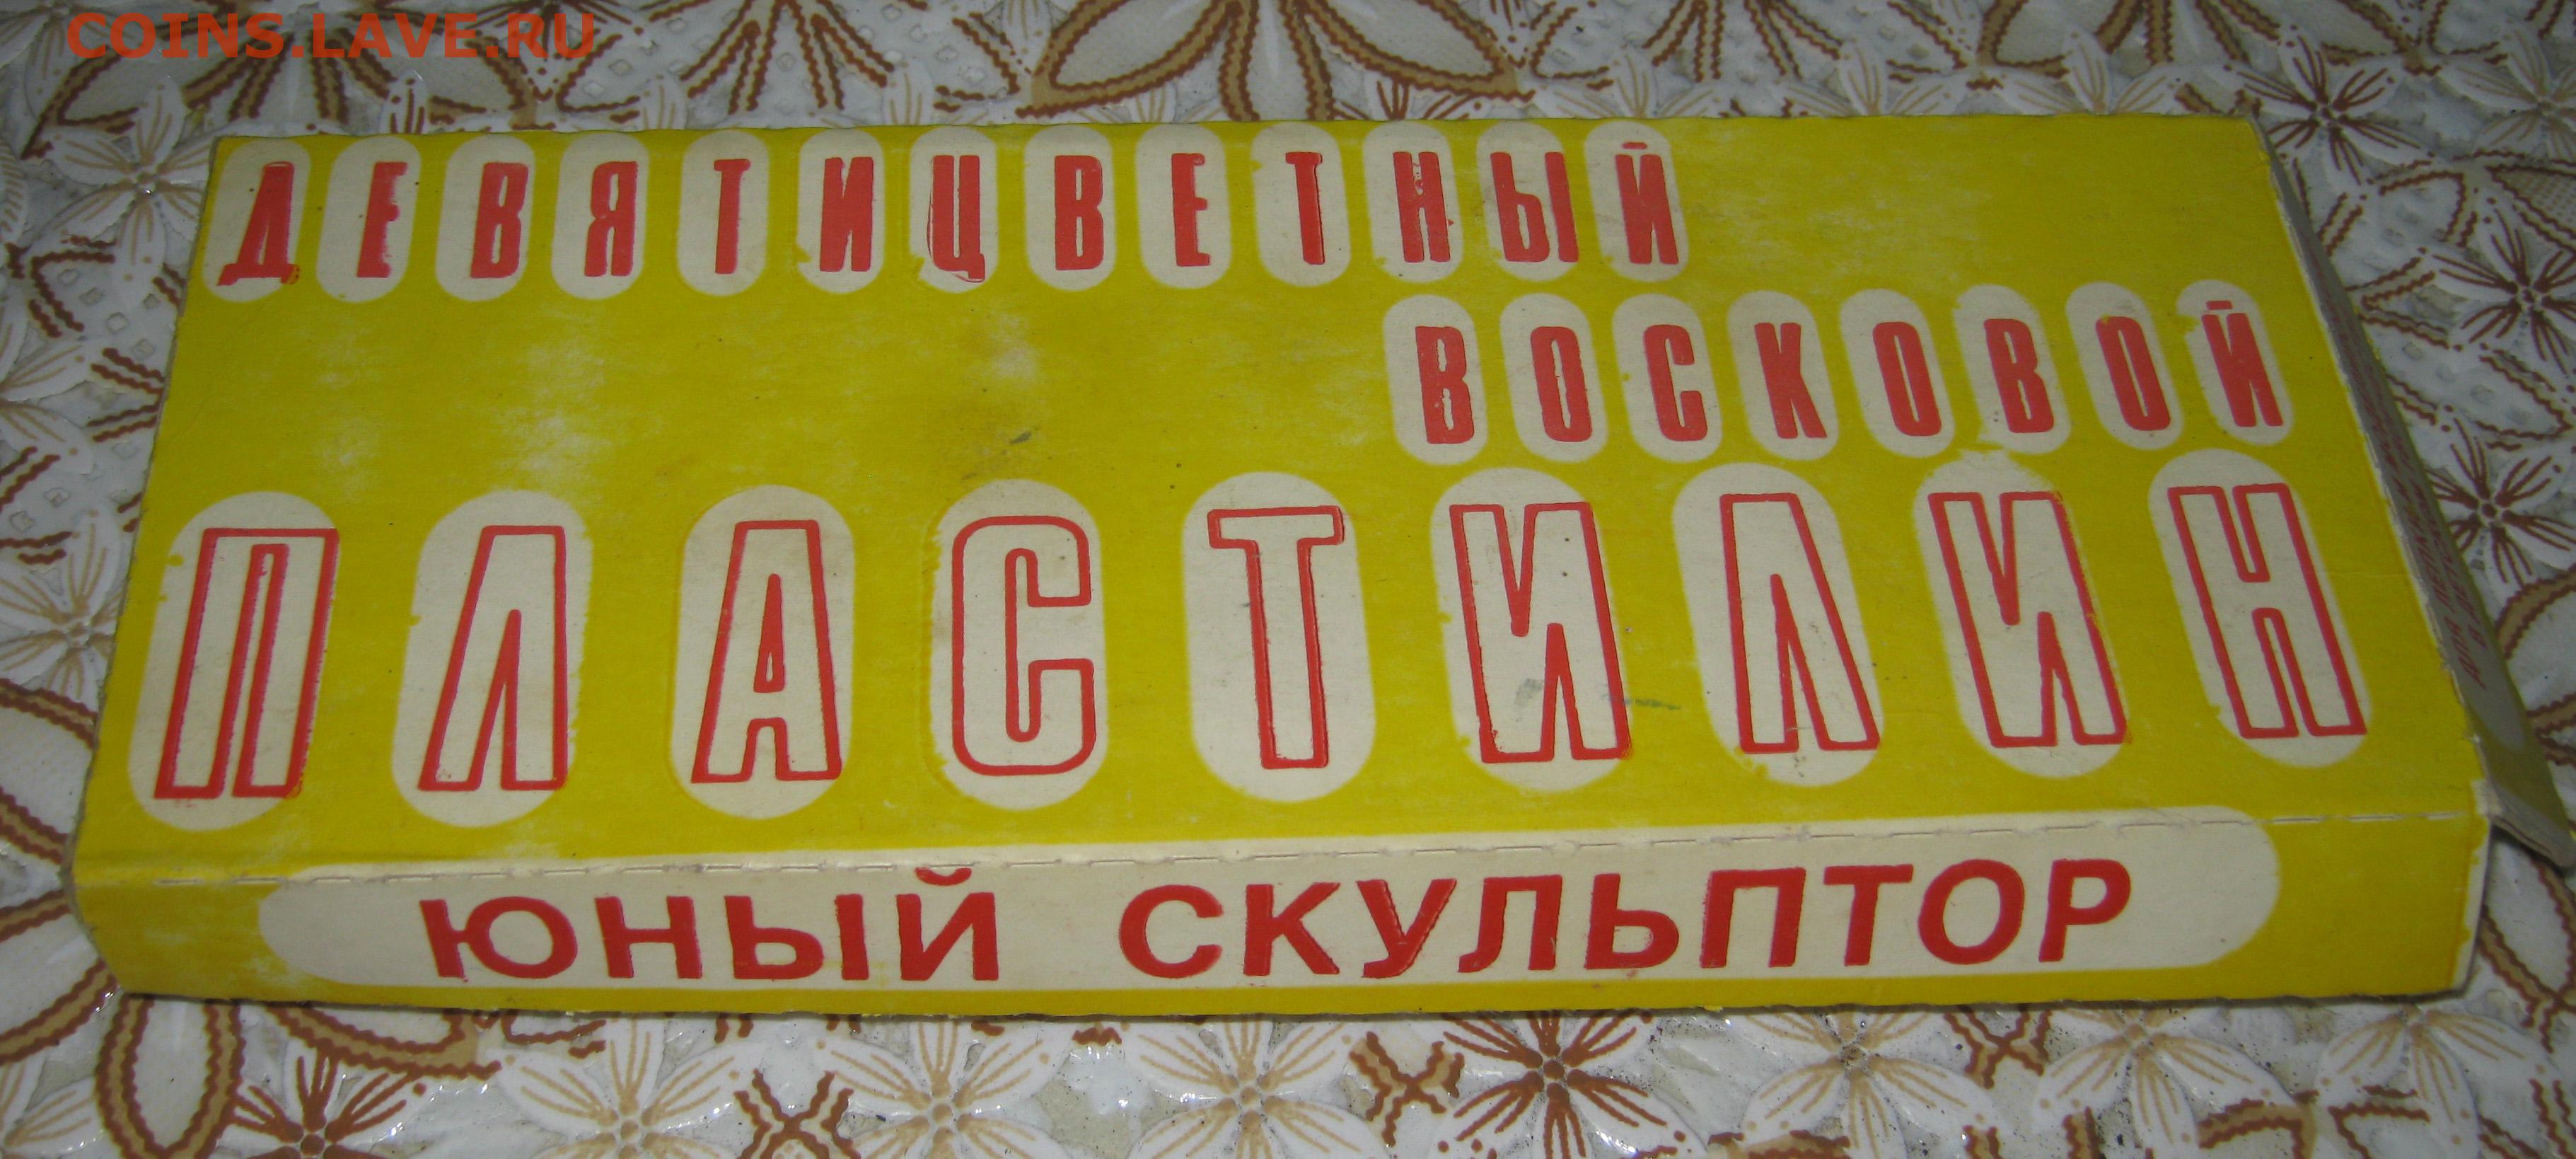 COINS.LAVE.RU
ДЕВЯТИЦВЕТНЫЙ
ВОСКОВОЙ
ПЛАСТИЛИН
ЮНЫЙ СКУЛЬПТОР